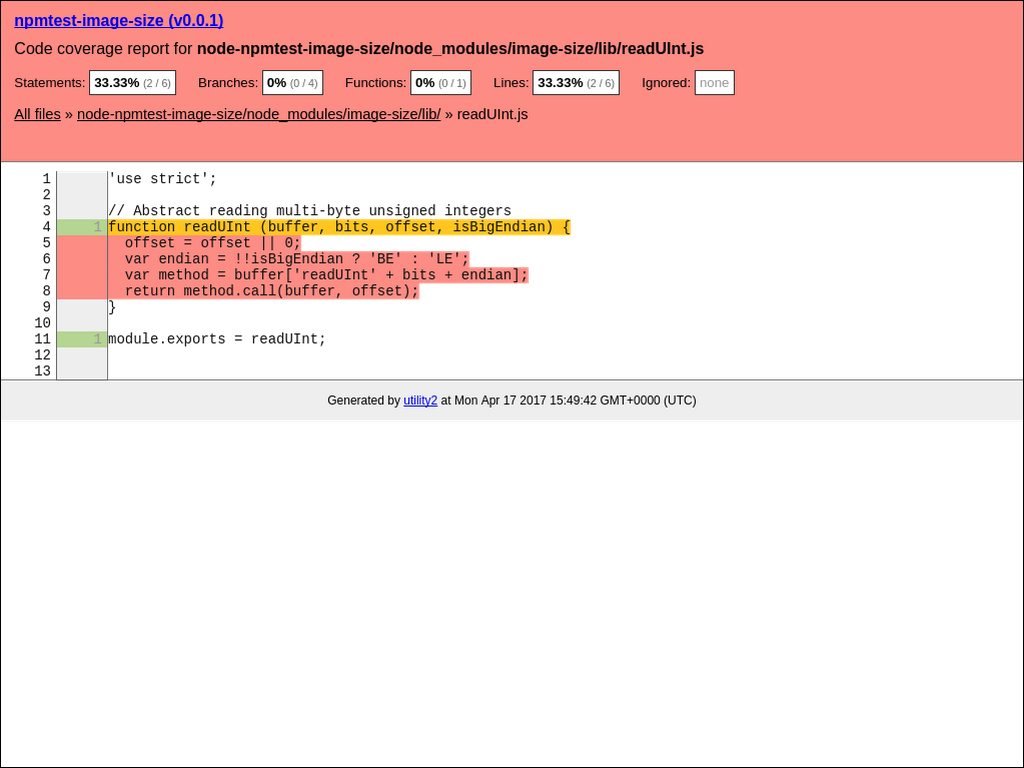 npmtest-image-size (v0.0.1)
Code coverage report for node-npmtest-image-size/node_modules/image-size/lib/readUInt.js
Statements: 33.33% (2 / 6) Branches: 0% (0 / 4) Functions: 0% (0 / 1) Lines: 33.33% (2 / 6) Ignored: none
All files » node-npmtest-image-size/node_modules/image-size/lib/ » readUInt.js
1 'use strict';
2
3 // Abstract reading multi-byte unsigned integers
4 1 function readUInt (buffer, bits, offset, isBigEndian) {
5   offset = offset || 0;
6   var endian = !!isBigEndian ? 'BE' : 'LE';
7   var method = buffer['readUInt' + bits + endian];
8   return method.call(buffer, offset);
9 }
10
11 1 module.exports = readUInt;
12
13
Generated by utility2 at Mon Apr 17 2017 15:49:42 GMT+0000 (UTC)